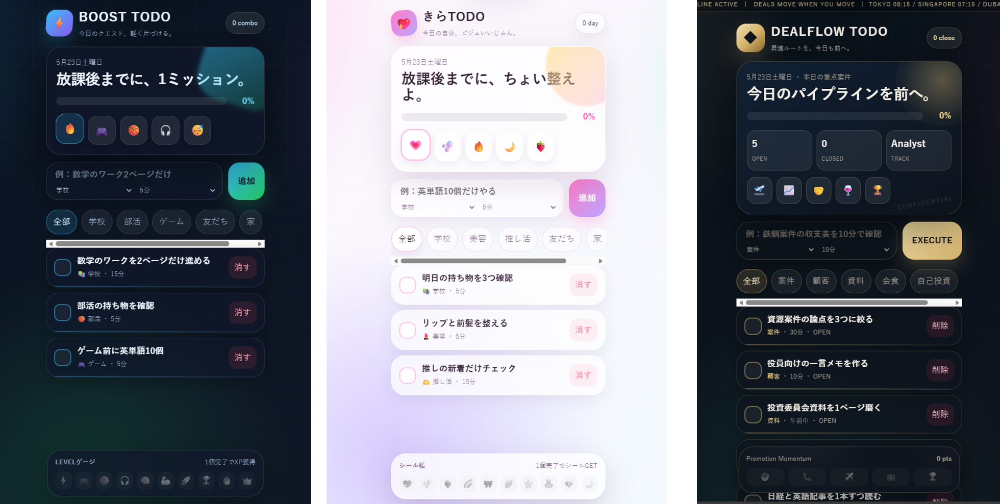 BOOST TODO
今日のクエスト、軽く片づける。
0 combo
5月23日土曜日
放課後までに、1ミッション。
0%
例：数学のワーク2ページだけ
学校
5分
追加
全部
学校
部活
ゲーム
友だち
家
数学のワークを2ページだけ進める
学校 ・ 15分
消す
部活の持ち物を確認
部活 ・ 5分
消す
ゲーム前に英単語10個
ゲーム ・ 5分
消す
LEVELゲージ
1個完了でXP獲得
きらTODO
今日の自分、ビジュいいじゃん。
0 day
5月23日土曜日
放課後までに、ちょい整え
よ。
0%
例：英単語10個だけやる
学校
5分
追加
全部
学校
美容
推し活
友だち
家
明日の持ち物を3つ確認
学校 ・ 5分
消す
リップと前髪を整える
美容 ・ 5分
消す
推しの新着だけチェック
推し活 ・ 15分
消す
シール帳
1個完了でシールGET
LINE ACTIVE | DEALS MOVE WHEN YOU MOVE | TOKYO 08:15 / SINGAPORE 07:15 / DUBA
DEALFLOW TODO
昇進ルートを、今日も前へ。
0 close
5月23日土曜日 ・ 本日の重点案件
今日のパイプラインを前へ。
0%
5
OPEN
0
CLOSED
Analyst
TRACK
CONFIDENTIAL
例：鉄鋼案件の収支表を10分で確認
案件
10分
EXECUTE
全部
案件
顧客
資料
会食
自己投資
資源案件の論点を3つに絞る
案件 ・ 30分 ・ OPEN
削除
役員向けの一言メモを作る
顧客 ・ 10分 ・ OPEN
削除
投資委員会資料を1ページ磨く
資料 ・ 午前中 ・ OPEN
削除
Promotion Momentum
0 pts
日経と英語記事を1本ずつ読む
削除